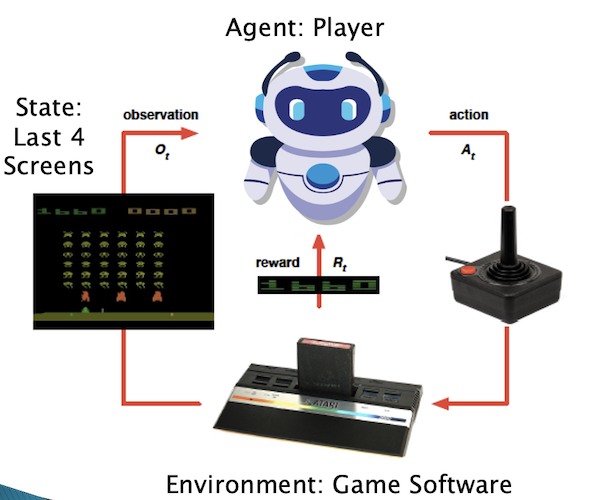 Agent: Player
State:
Last 4
Screens
observation
O_t
action
A_t
1660 0000
reward R_t
1660
ATARI
Environment: Game Software